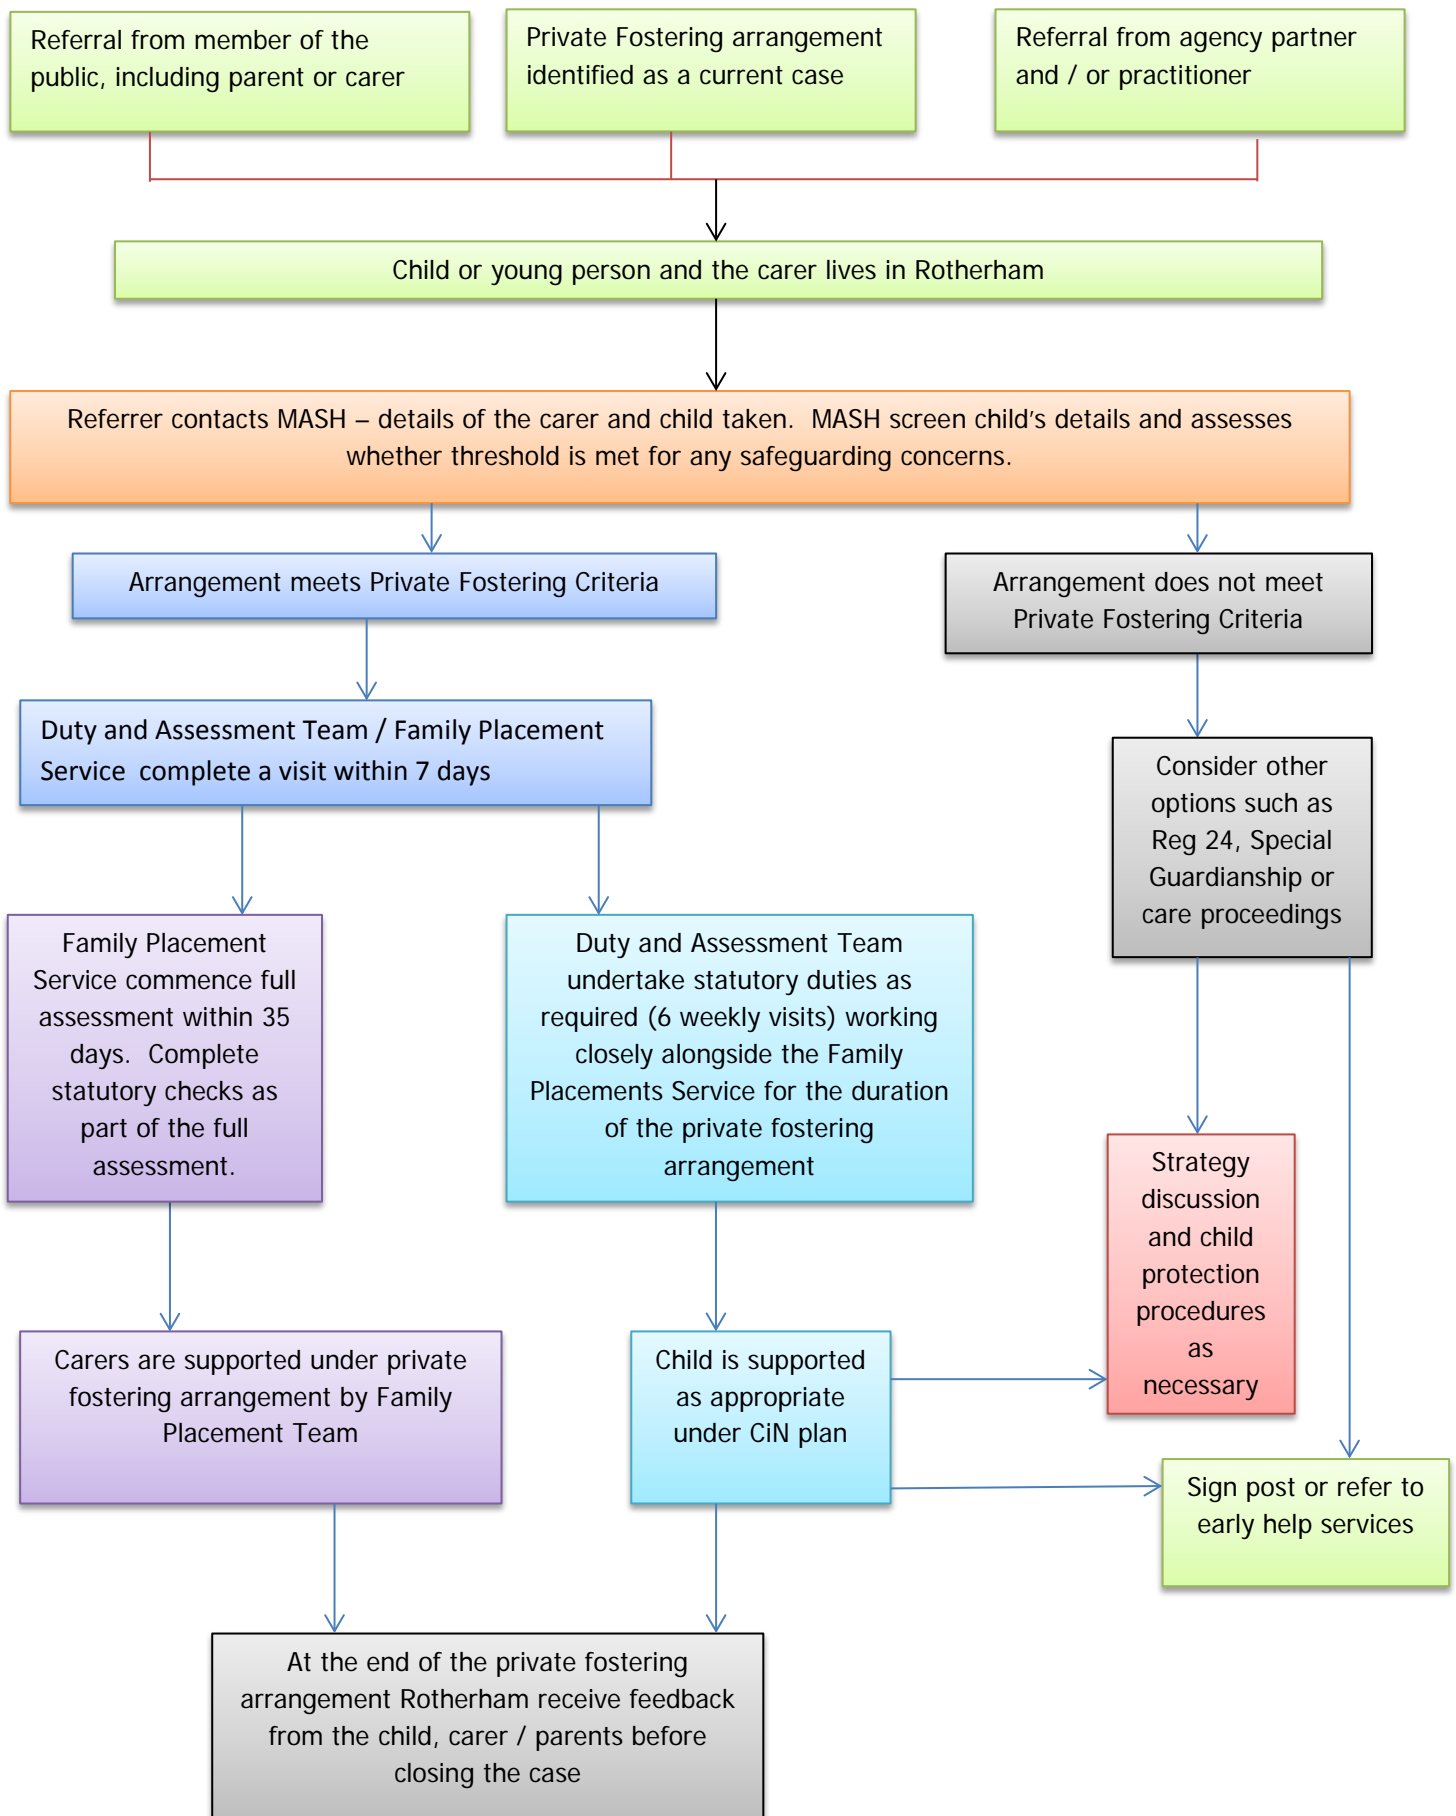 Referral from member of the
public, including parent or carer
Private Fostering arrangement
identified as a current case
Referral from agency partner
and / or practitioner
Child or young person and the carer lives in Rotherham
Referrer contacts MASH – details of the carer and child taken.  MASH screen child's details and assesses
whether threshold is met for any safeguarding concerns.
Arrangement meets Private Fostering Criteria
Arrangement does not meet
Private Fostering Criteria
Duty and Assessment Team / Family Placement
Service  complete a visit within 7 days
Consider other
options such as
Reg 24, Special
Guardianship or
care proceedings
Family Placement
Service commence full
assessment within 35
days.  Complete
statutory checks as
part of the full
assessment.
Duty and Assessment Team
undertake statutory duties as
required (6 weekly visits) working
closely alongside the Family
Placements Service for the duration
of the private fostering
arrangement
Strategy
discussion
and child
protection
procedures
as
necessary
Carers are supported under private
fostering arrangement by Family
Placement Team
Child is supported
as appropriate
under CiN plan
Sign post or refer to
early help services
At the end of the private fostering
arrangement Rotherham receive feedback
from the child, carer / parents before
closing the case